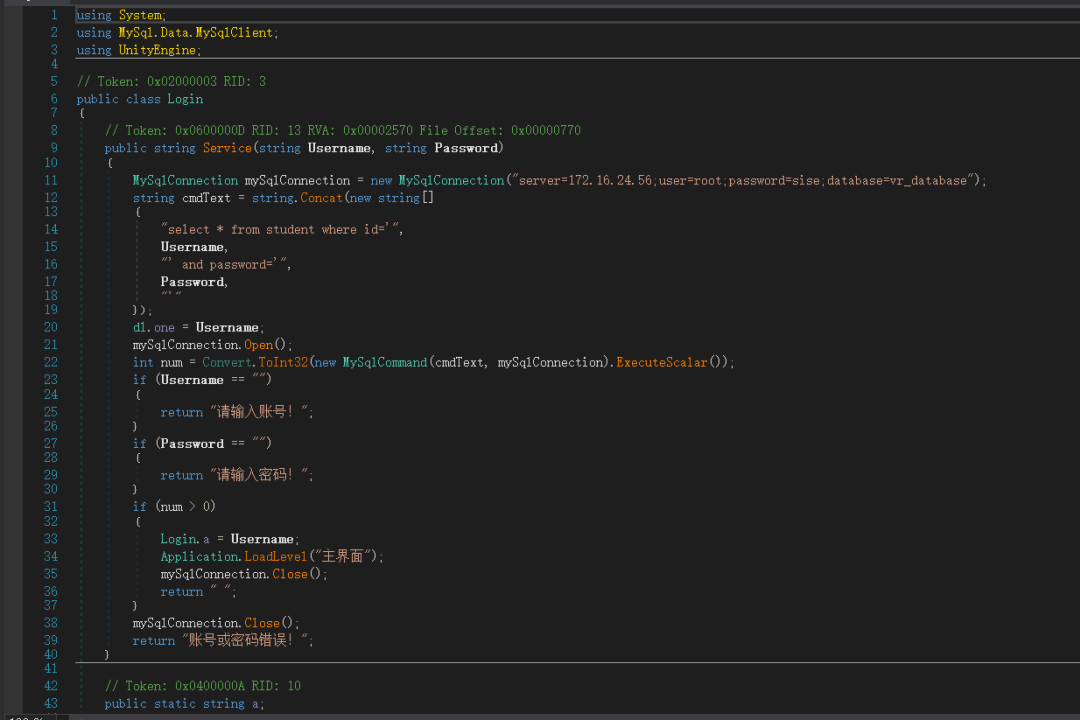 1 using System;
2 using MySql.Data.MySqlClient;
3 using UnityEngine;
4
5 // Token: 0x02000003 RID: 3
6 public class Login
7 {
8 // Token: 0x0600000D RID: 13 RVA: 0x00002570 File Offset: 0x00000770
9 public string Service(string Username, string Password)
10 {
11 MySqlConnection mySqlConnection = new MySqlConnection("server=172.16.24.56;user=root;password=sise;database=vr_database");
12 string cmdText = string.Concat(new string[]
13 {
14 "select * from student where id='",
15 Username,
16 "' and password='",
17 Password,
18 "'"
19 });
20 dl.one = Username;
21 mySqlConnection.Open();
22 int num = Convert.ToInt32(new MySqlCommand(cmdText, mySqlConnection).ExecuteScalar());
23 if (Username == "")
24 {
25 return "请输入账号！";
26 }
27 if (Password == "")
28 {
29 return "请输入密码！";
30 }
31 if (num > 0)
32 {
33 Login.a = Username;
34 Application.LoadLevel("主界面");
35 mySqlConnection.Close();
36 return " ";
37 }
38 mySqlConnection.Close();
39 return "账号或密码错误！";
40 }
41
42 // Token: 0x0400000A RID: 10
43 public static string a;